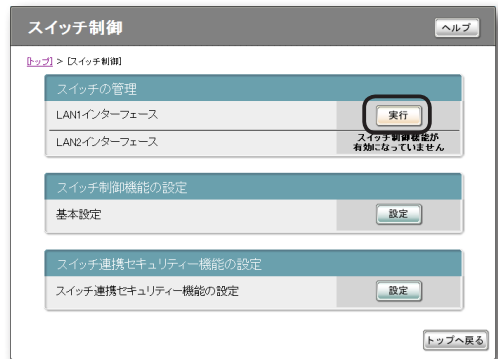 スイッチ制御
ヘルプ
[トップ] > [スイッチ制御]
スイッチの管理
LAN1インターフェース
実行
LAN2インターフェース
スイッチ制御機能が
有効になっていません
スイッチ制御機能の設定
基本設定
設定
スイッチ連携セキュリティー機能の設定
スイッチ連携セキュリティー機能の設定
設定
トップへ戻る